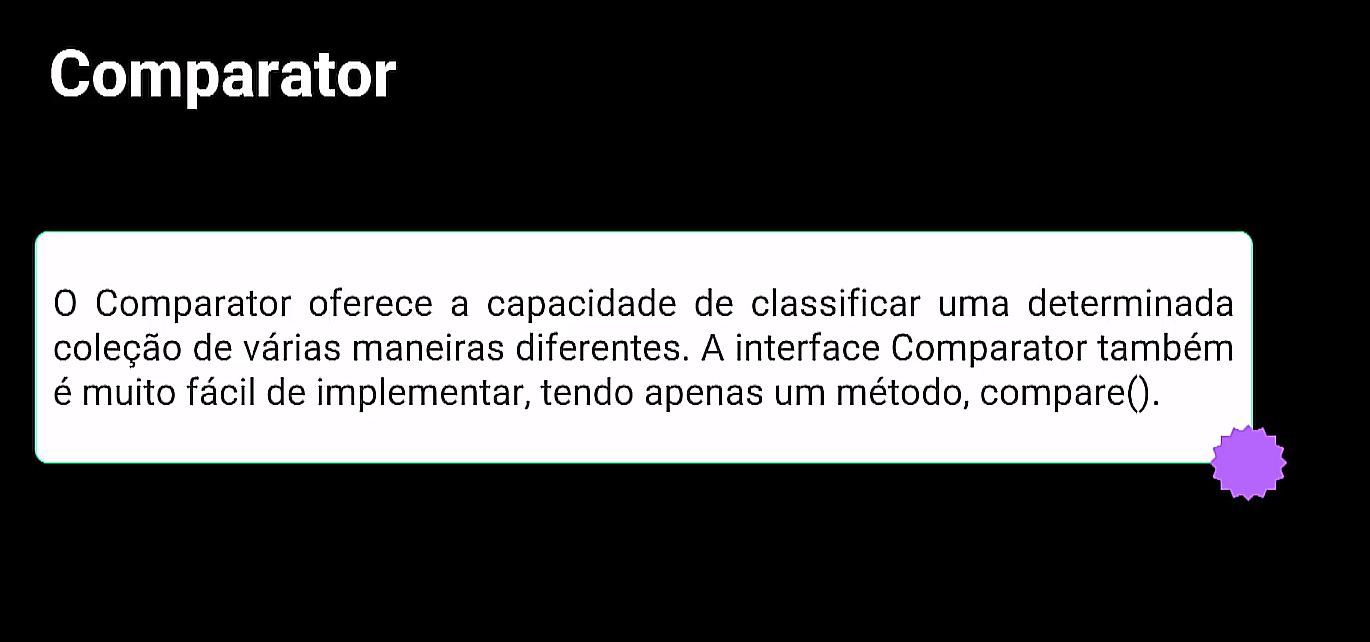 Comparator
O Comparator oferece a capacidade de classificar uma determinada
coleção de várias maneiras diferentes. A interface Comparator também
é muito fácil de implementar, tendo apenas um método, compare().